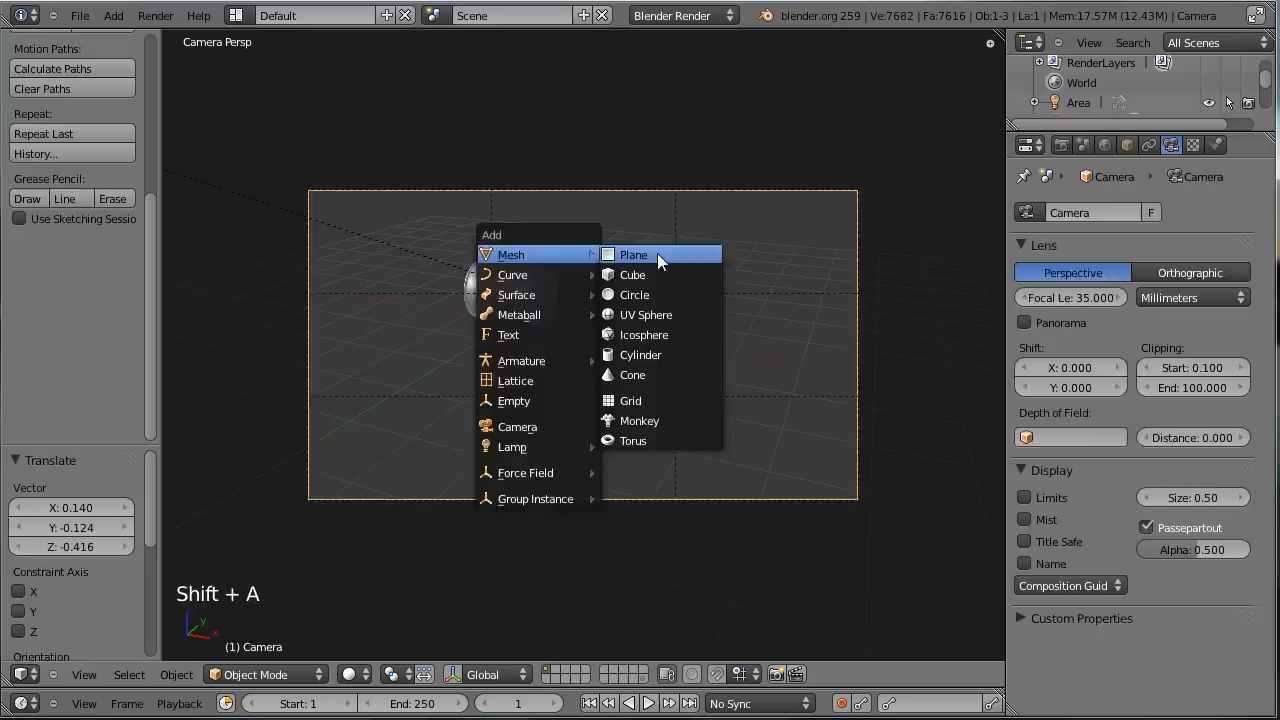 File Add Render Help Default Scene Blender Render blender.org 259 | Ve:7682 | Fa:7616 | Ob:1-3 | La:1 | Mem:17.57M (12.43M) | Camera
Motion Paths:
Calculate Paths
Clear Paths
Repeat:
Repeat Last
History...
Grease Pencil:
Draw Line Erase
Use Sketching Sessio
Translate
Vector
X: 0.140
Y: -0.124
Z: -0.416
Constraint Axis
X
Y
Z
Orientation
Camera Persp
Add
Mesh
Curve
Surface
Metaball
Text
Armature
Lattice
Empty
Camera
Lamp
Force Field
Group Instance
Plane
Cube
Circle
UV Sphere
Icosphere
Cylinder
Cone
Grid
Monkey
Torus
Shift + A
y
x
(1) Camera
View Select Object Object Mode Global
View Frame Playback Start: 1 End: 250 1 No Sync
View Search All Scenes
RenderLayers |
World
Area |
Camera Camera
Camera F
Lens
Perspective Orthographic
Focal Le: 35.000 Millimeters
Panorama
Shift: Clipping:
X: 0.000 Start: 0.100
Y: 0.000 End: 100.000
Depth of Field:
Distance: 0.000
Display
Limits Size: 0.50
Mist Passepartout
Title Safe Alpha: 0.500
Name
Composition Guid
Custom Properties